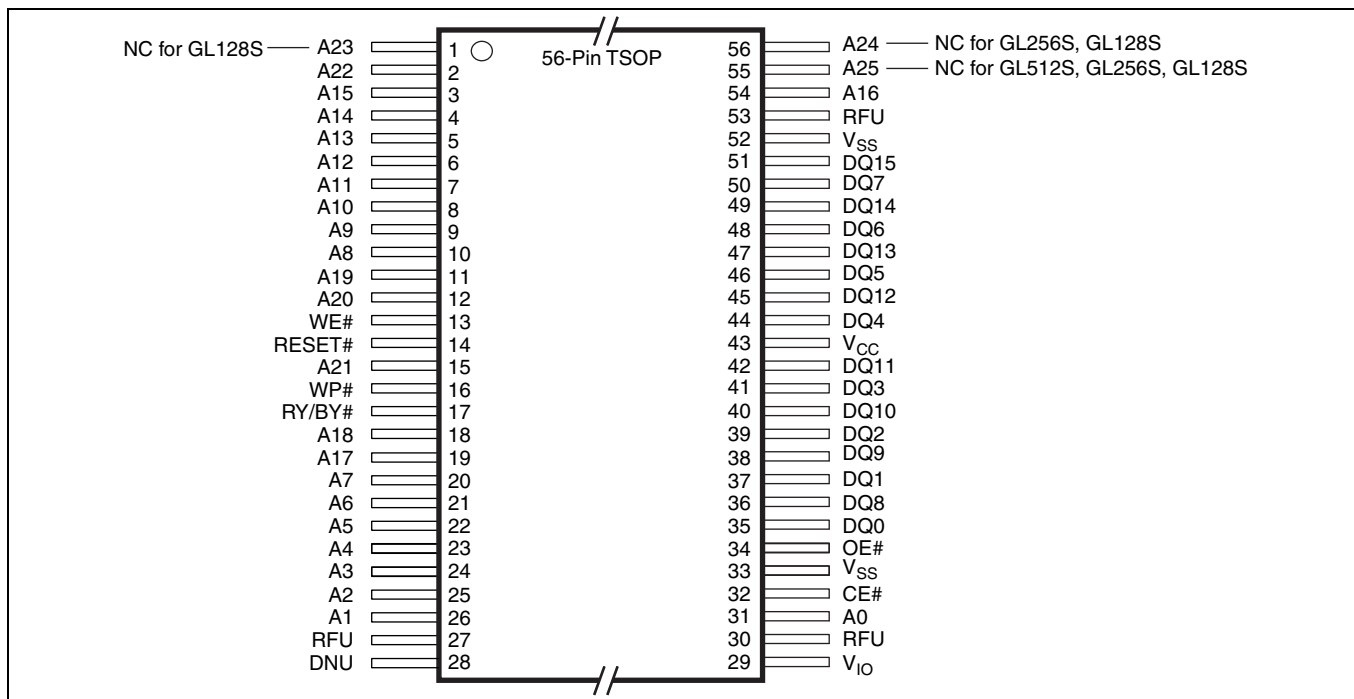 NC for GL128S A23 1 56-Pin TSOP 56 A24 NC for GL256S, GL128S
A22 2 55 A25 NC for GL512S, GL256S, GL128S
A15 3 54 A16
A14 4 53 RFU
A13 5 52 VSS
A12 6 51 DQ15
A11 7 50 DQ7
A10 8 49 DQ14
A9 9 48 DQ6
A8 10 47 DQ13
A19 11 46 DQ5
A20 12 45 DQ12
WE# 13 44 DQ4
RESET# 14 43 VCC
A21 15 42 DQ11
WP# 16 41 DQ3
RY/BY# 17 40 DQ10
A18 18 39 DQ2
A17 19 38 DQ9
A7 20 37 DQ1
A6 21 36 DQ8
A5 22 35 DQ0
A4 23 34 OE#
A3 24 33 VSS
A2 25 32 CE#
A1 26 31 A0
RFU 27 30 RFU
DNU 28 29 VIO